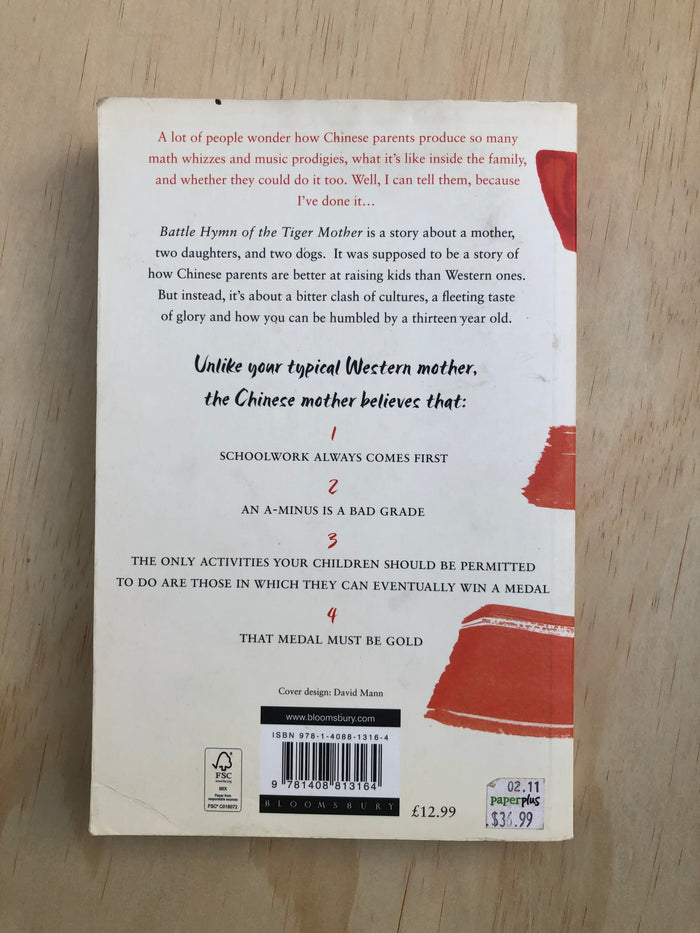 A lot of people wonder how Chinese parents produce so many
math whizzes and music prodigies, what it's like inside the family,
and whether they could do it too. Well, I can tell them, because
I've done it...
Battle Hymn of the Tiger Mother is a story about a mother,
two daughters, and two dogs. It was supposed to be a story of
how Chinese parents are better at raising kids than Western ones.
But instead, it's about a bitter clash of cultures, a fleeting taste
of glory and how you can be humbled by a thirteen year old.
Unlike your typical Western mother,
the Chinese mother believes that:
1
SCHOOLWORK ALWAYS COMES FIRST
2
AN A-MINUS IS A BAD GRADE
3
THE ONLY ACTIVITIES YOUR CHILDREN SHOULD BE PERMITTED
TO DO ARE THOSE IN WHICH THEY CAN EVENTUALLY WIN A MEDAL
4
THAT MEDAL MUST BE GOLD
Cover design: David Mann
www.bloomsbury.com
ISBN 978-1-4088-1316-4
9 781408 813164
BLOOMSBURY
FSC
MIX
Paper from
responsible sources
FSC® C018072
£12.99
02.11
paperplus
$36.99